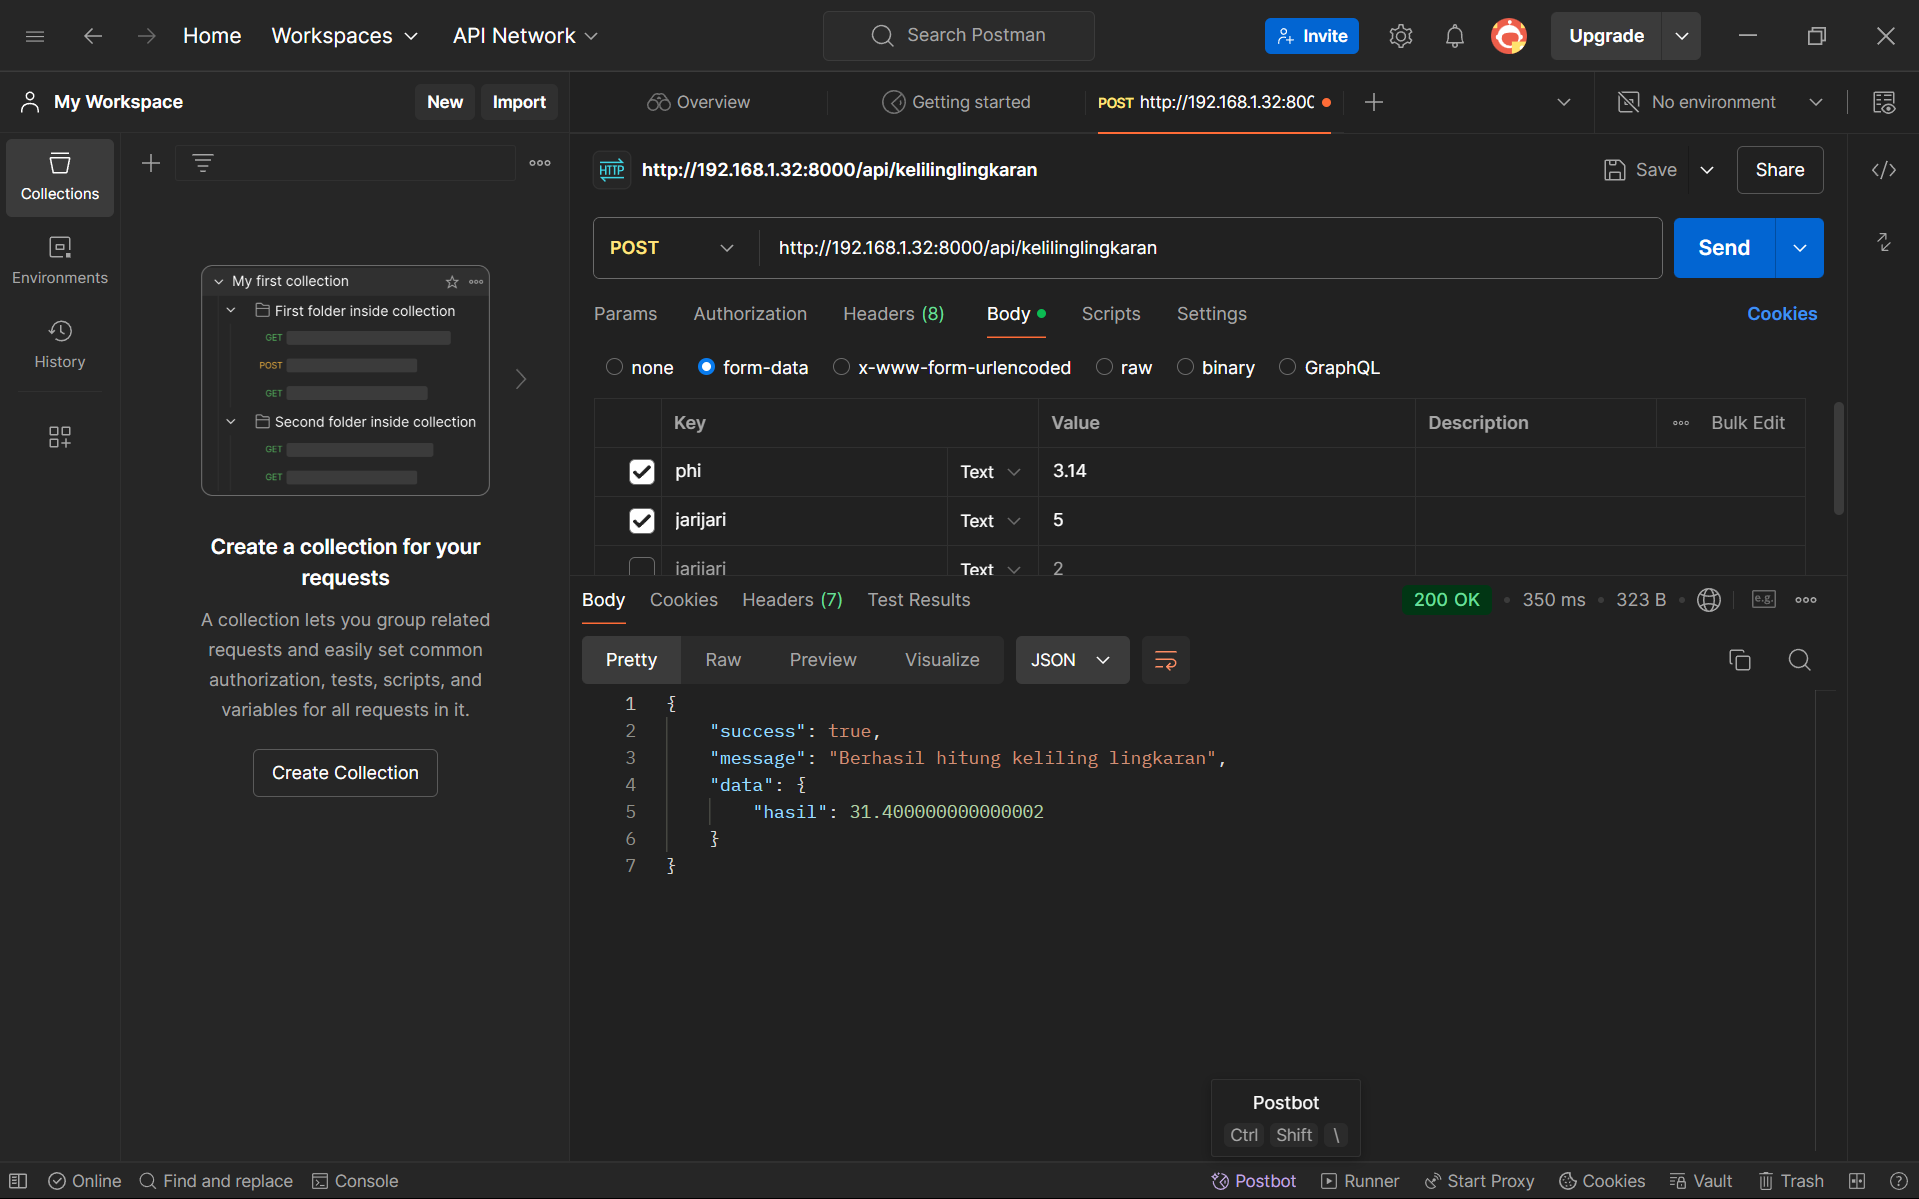 Home Workspaces API Network Search Postman Invite Upgrade
My Workspace New Import Overview Getting started POST http://192.168.1.32:80C No environment
Collections
Environments
History
My first collection
First folder inside collection
GET
POST
GET
Second folder inside collection
GET
GET
Create a collection for your
requests
A collection lets you group related
requests and easily set common
authorization, tests, scripts, and
variables for all requests in it.
Create Collection
HTTP http://192.168.1.32:8000/api/kelilinglingkaran Save Share
POST http://192.168.1.32:8000/api/kelilinglingkaran Send
Params Authorization Headers (8) Body Scripts Settings Cookies
none form-data x-www-form-urlencoded raw binary GraphQL
Key Value Description Bulk Edit
phi Text 3.14
jarijari Text 5
jarijari Text 2
Body Cookies Headers (7) Test Results 200 OK 350 ms 323 B e.g.
Pretty Raw Preview Visualize JSON
1 {
2 "success": true,
3 "message": "Berhasil hitung keliling lingkaran",
4 "data": {
5 "hasil": 31.400000000000002
6 }
7 }
Postbot
Ctrl Shift \
Online Find and replace Console Postbot Runner Start Proxy Cookies Vault Trash